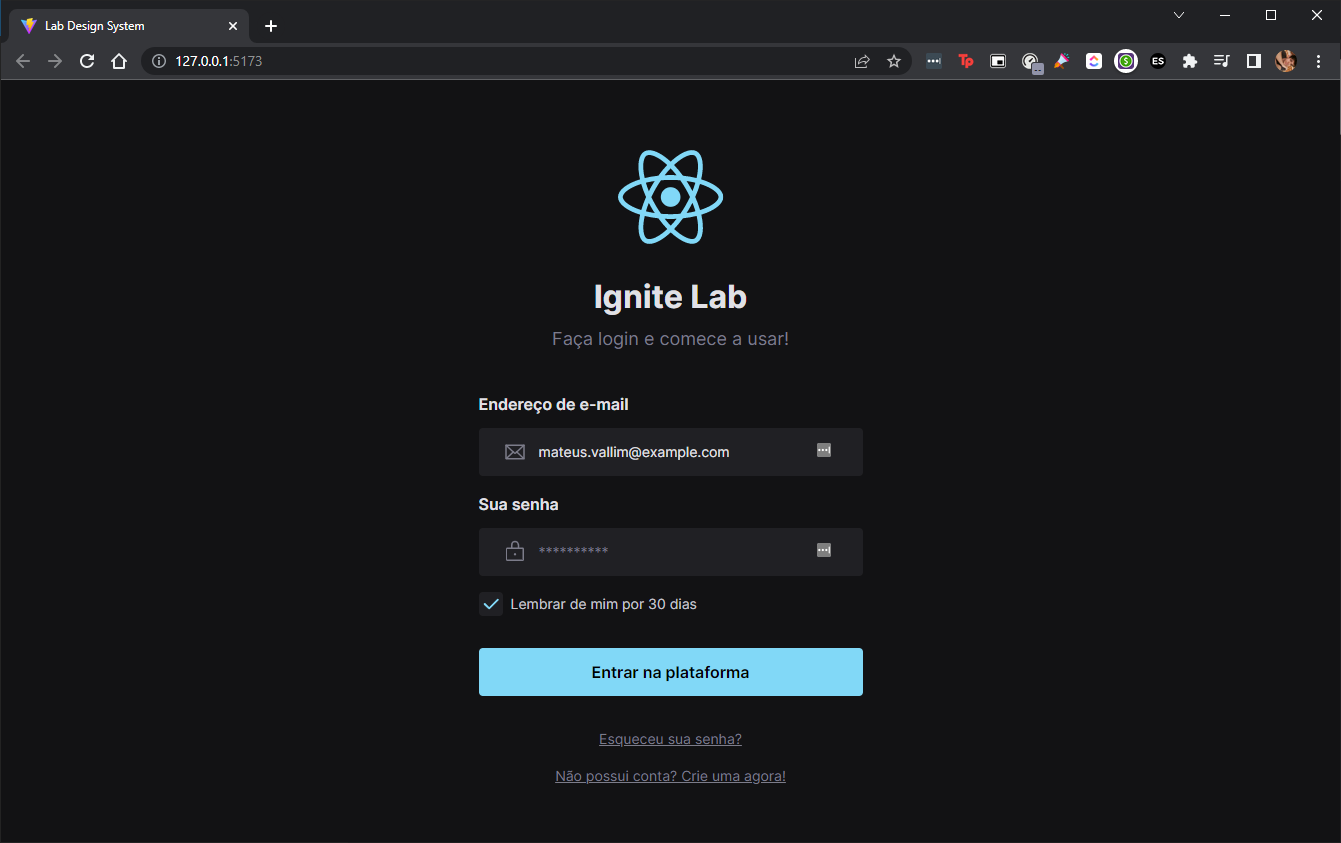 Lab Design System
127.0.0.1:5173
Tp
ES
Ignite Lab
Faça login e comece a usar!
Endereço de e-mail
mateus.vallim@example.com
Sua senha
**********
Lembrar de mim por 30 dias
Entrar na plataforma
Esqueceu sua senha?
Não possui conta? Crie uma agora!